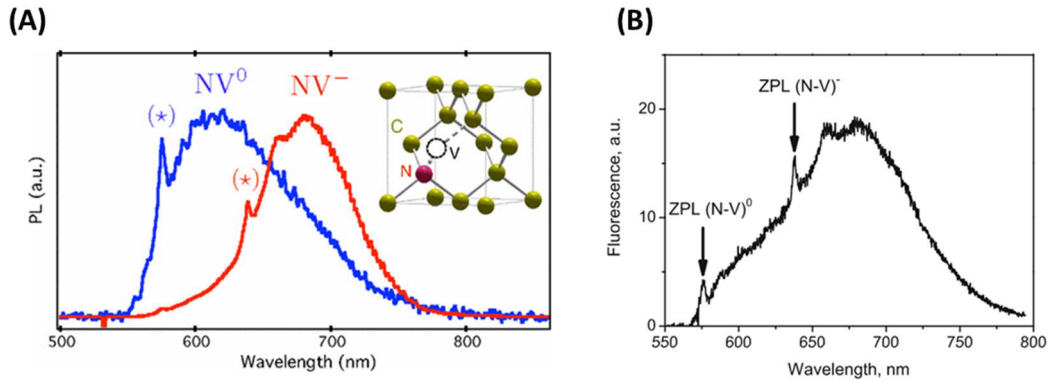 (A)
NV⁰
NV⁻
(*)
(*)
C
V
N
PL (a.u.)
500
600
700
800
Wavelength (nm)
(B)
ZPL (N-V)⁻
ZPL (N-V)⁰
20
10
0
Fluorescence, a.u.
550
600
650
700
750
800
Wavelength, nm